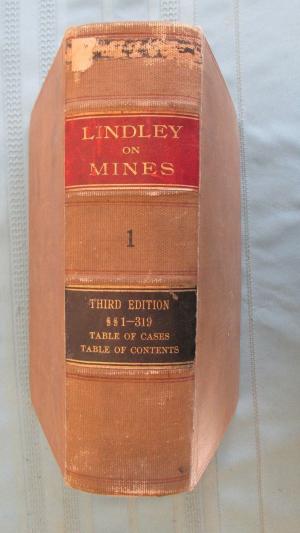 LINDLEY
ON
MINES
1
THIRD EDITION
§§ 1–319
TABLE OF CASES
TABLE OF CONTENTS